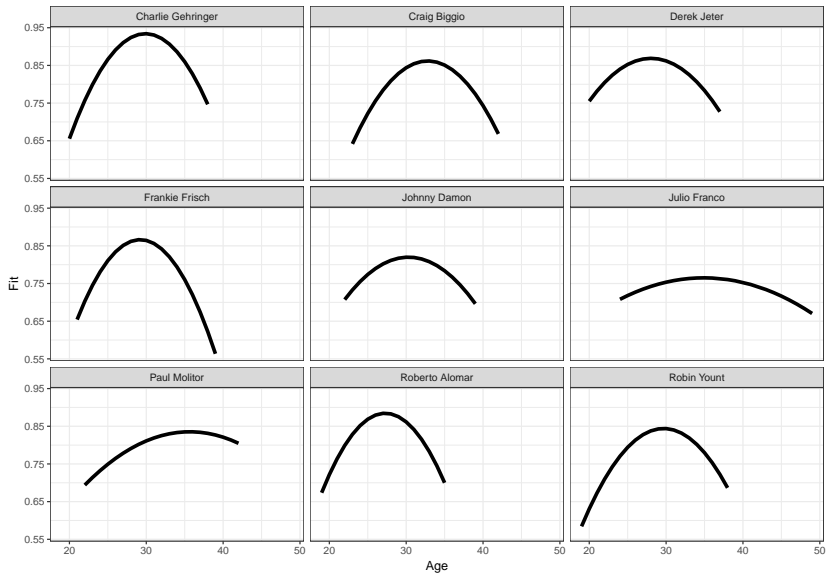 Charlie Gehringer Craig Biggio Derek Jeter
0.95
0.85
0.75
0.65
0.55
Frankie Frisch Johnny Damon Julio Franco
0.95
0.85
0.75
0.65
0.55
Fit
Paul Molitor Roberto Alomar Robin Yount
0.95
0.85
0.75
0.65
0.55
20 30 40 50 20 30 40 50 20 30 40 50
Age